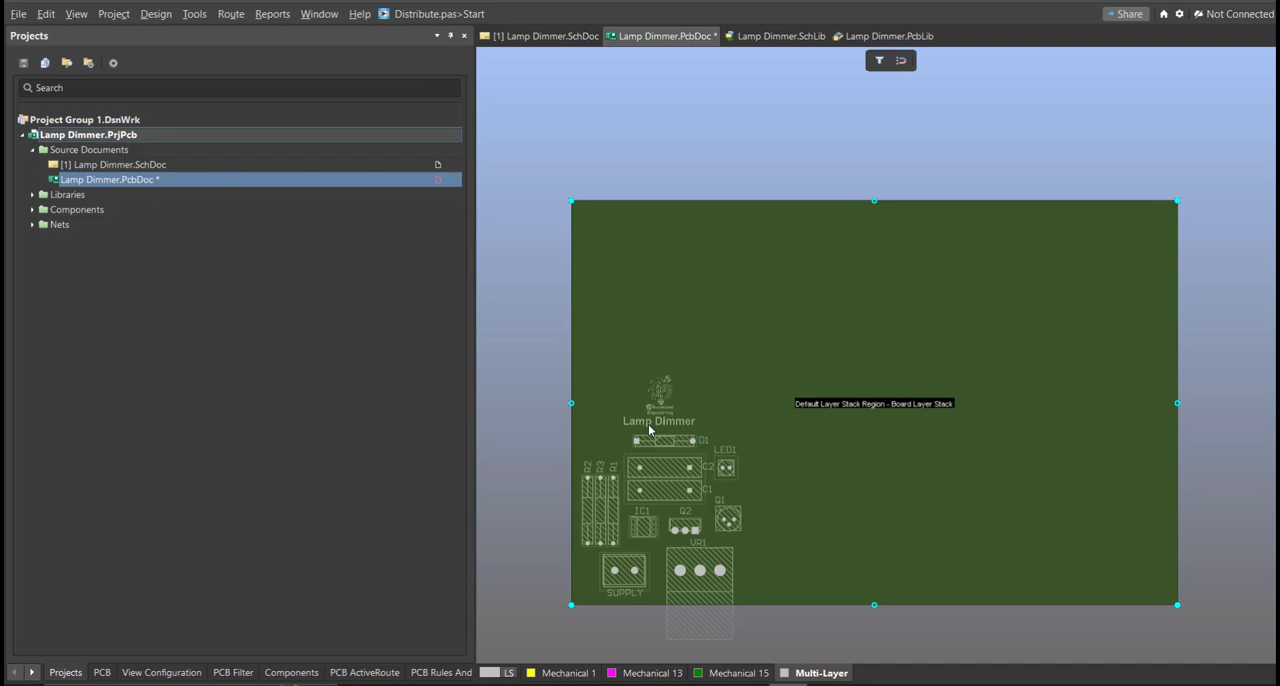 File Edit View Project Design Tools Route Reports Window Help Distribute.pas>Start Share Not Connected
Projects
[1] Lamp Dimmer.SchDoc Lamp Dimmer.PcbDoc * Lamp Dimmer.SchLib Lamp Dimmer.PcbLib
Search
Project Group 1.DsnWrk
Lamp Dimmer.PrjPcb
Source Documents
[1] Lamp Dimmer.SchDoc
Lamp Dimmer.PcbDoc *
Libraries
Components
Nets
Default Layer Stack Region - Board Layer Stack
Lamp Dimmer
D1
LED1
R2 R3 R1
C2
C1
Q1
IC1 Q2
VR1
SUPPLY
Projects PCB View Configuration PCB Filter Components PCB ActiveRoute PCB Rules And LS Mechanical 1 Mechanical 13 Mechanical 15 Multi-Layer